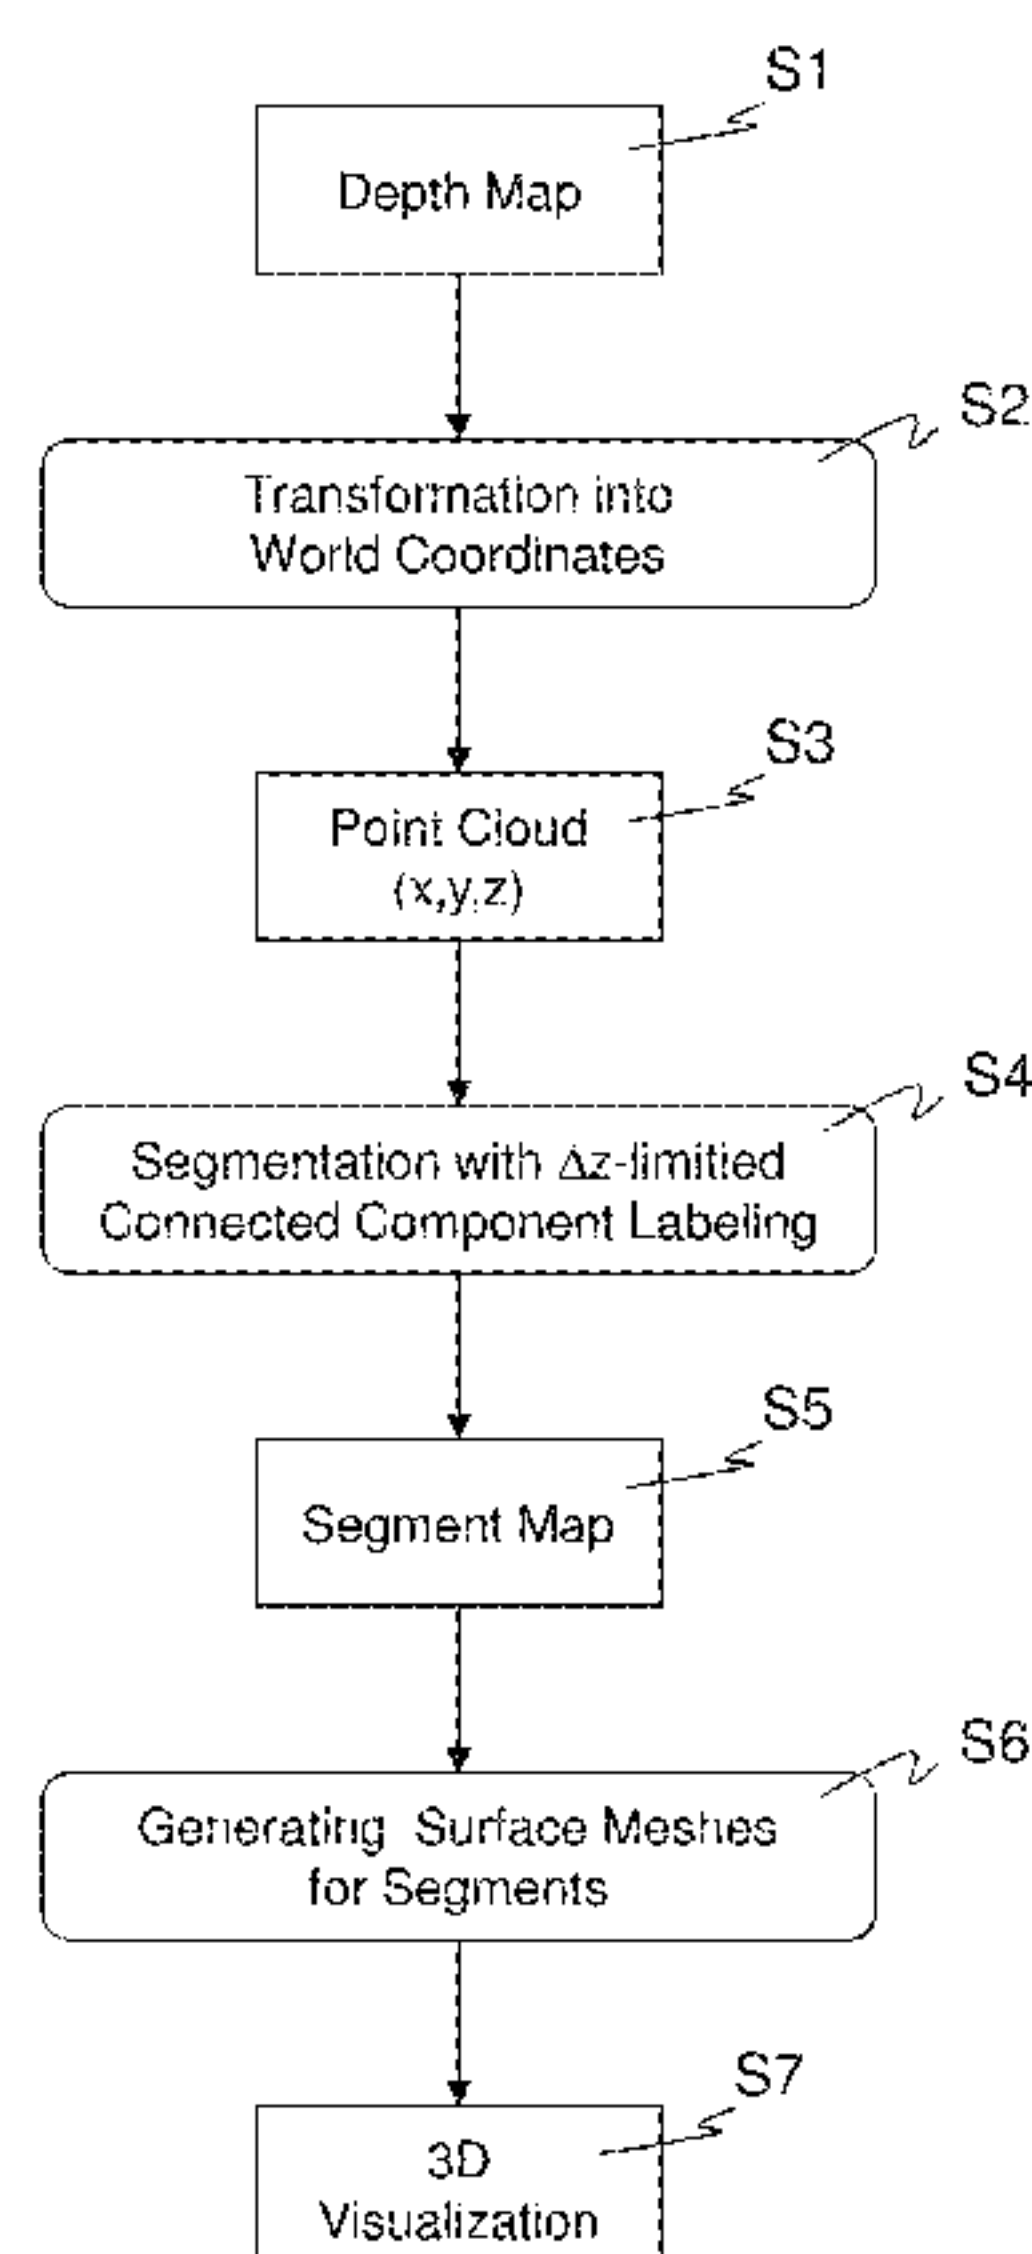 S1
Depth Map
S2
Transformation into
World Coordinates
S3
Point Cloud
(x,y,z)
S4
Segmentation with Δz-limitied
Connected Component Labeling
S5
Segment Map
S6
Generating Surface Meshes
for Segments
S7
3D
Visualization